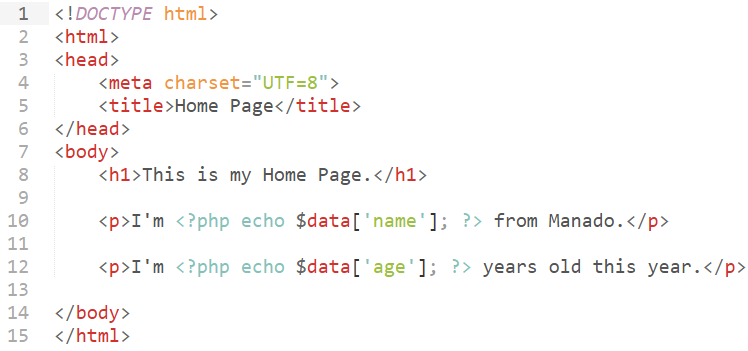 1 <!DOCTYPE html>
2 <html>
3 <head>
4 <meta charset="UTF=8">
5 <title>Home Page</title>
6 </head>
7 <body>
8 <h1>This is my Home Page.</h1>
9
10 <p>I'm <?php echo $data['name']; ?> from Manado.</p>
11
12 <p>I'm <?php echo $data['age']; ?> years old this year.</p>
13
14 </body>
15 </html>